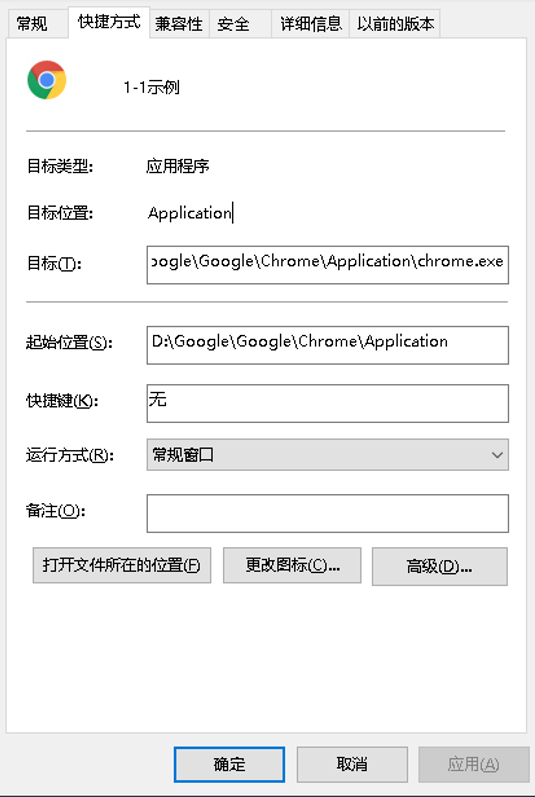 常规 快捷方式 兼容性 安全 详细信息 以前的版本
1-1示例
目标类型: 应用程序
目标位置: Application
目标(T): oogle\Google\Chrome\Application\chrome.exe
起始位置(S): D:\Google\Google\Chrome\Application
快捷键(K): 无
运行方式(R): 常规窗口
备注(O):
打开文件所在的位置(F) 更改图标(C)... 高级(D)...
确定 取消 应用(A)